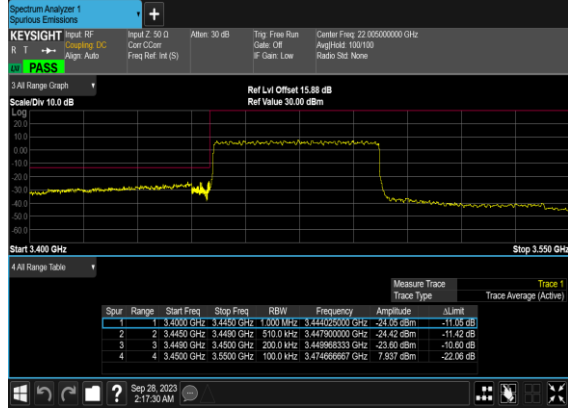 Spectrum Analyzer 1
Spurious Emissions
+
KEYSIGHT Input: RF Input Z: 50 Ω Atten: 30 dB Trig: Free Run Center Freq: 22.005000000 GHz
R T Coupling: DC Corr CCorr Gate: Off Avg|Hold: 100/100
Align: Auto Freq Ref: Int (S) IF Gain: Low Radio Std: None
PASS
3 All Range Graph Ref Lvl Offset 15.88 dB
Scale/Div 10.0 dB Ref Value 30.00 dBm
Log
20.0
10.0
0.00
-10.0
-20.0
-30.0
-40.0
-50.0
-60.0
Start 3.400 GHz Stop 3.550 GHz
4 All Range Table
Measure Trace Trace 1
Trace Type Trace Average (Active)
Spur Range Start Freq Stop Freq RBW Frequency Amplitude ΔLimit
1 1 3.4000 GHz 3.4450 GHz 1.000 MHz 3.444025000 GHz -24.05 dBm -11.05 dB
2 2 3.4450 GHz 3.4490 GHz 510.0 kHz 3.447900000 GHz -24.42 dBm -11.42 dB
3 3 3.4490 GHz 3.4500 GHz 200.0 kHz 3.449968333 GHz -23.60 dBm -10.60 dB
4 4 3.4500 GHz 3.5500 GHz 100.0 kHz 3.474666667 GHz 7.937 dBm -22.06 dB
? Sep 28, 2023
2:17:30 AM